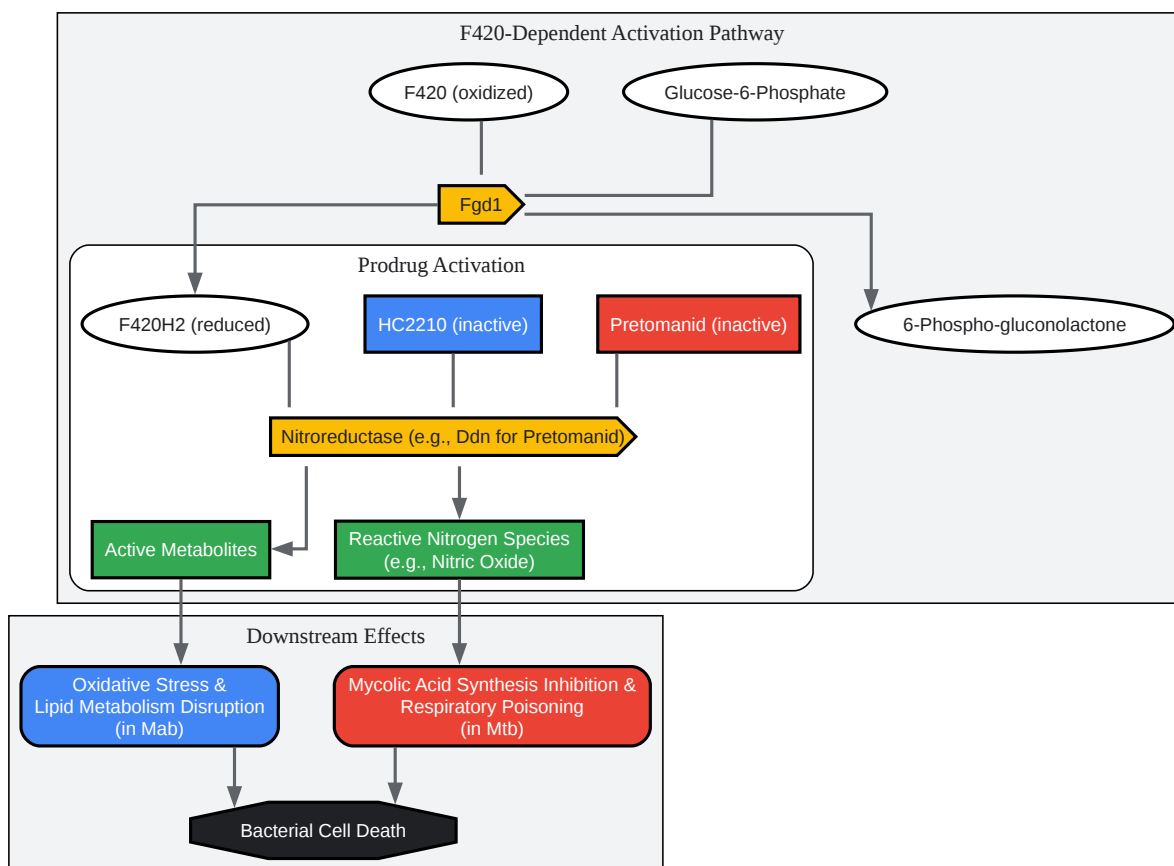 F420-Dependent Activation Pathway
F420 (oxidized)
Glucose-6-Phosphate
Fgd1
Prodrug Activation
F420H2 (reduced)
HC2210 (inactive)
Pretomanid (inactive)
6-Phospho-gluconolactone
Nitroreductase (e.g., Ddn for Pretomanid)
Active Metabolites
Reactive Nitrogen Species
(e.g., Nitric Oxide)
Downstream Effects
Oxidative Stress &
Lipid Metabolism Disruption
(in Mab)
Mycolic Acid Synthesis Inhibition &
Respiratory Poisoning
(in Mtb)
Bacterial Cell Death